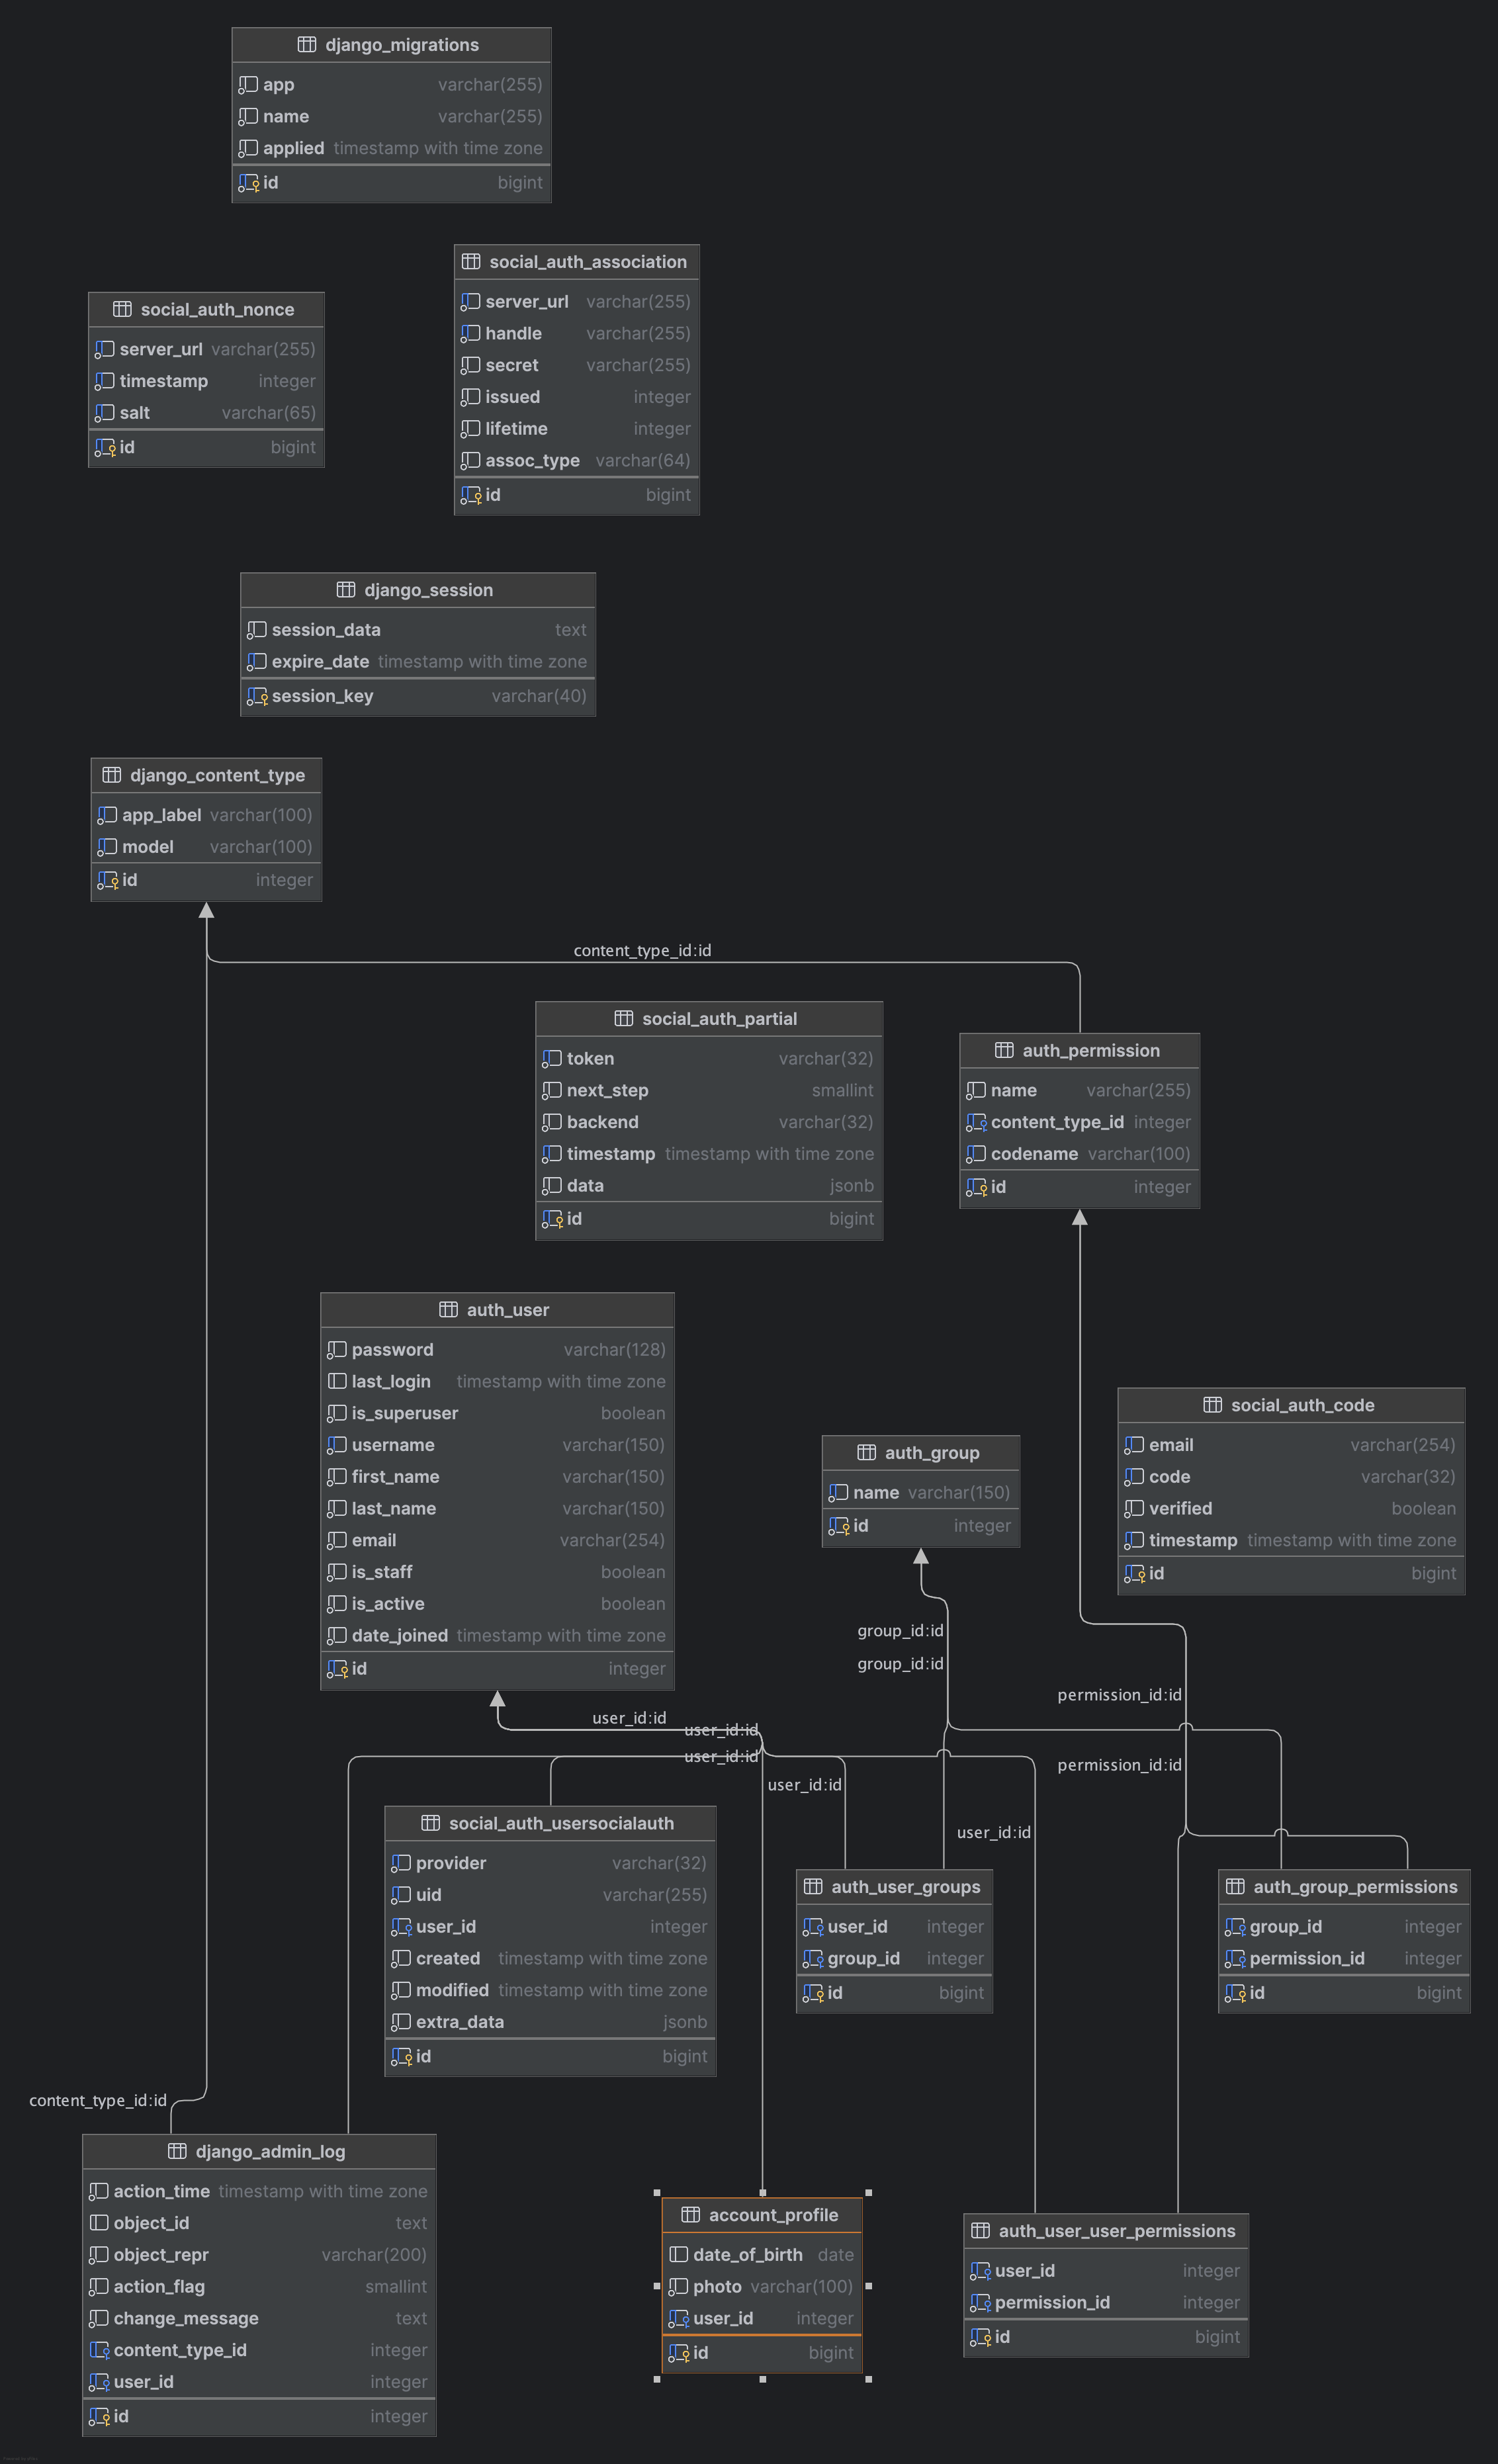 django_migrations
app varchar(255)
name varchar(255)
applied timestamp with time zone
id bigint
social_auth_association
server_url varchar(255)
handle varchar(255)
secret varchar(255)
issued integer
lifetime integer
assoc_type varchar(64)
id bigint
social_auth_nonce
server_url varchar(255)
timestamp integer
salt varchar(65)
id bigint
django_session
session_data text
expire_date timestamp with time zone
session_key varchar(40)
django_content_type
app_label varchar(100)
model varchar(100)
id integer
content_type_id:id
social_auth_partial
token varchar(32)
next_step smallint
backend varchar(32)
timestamp timestamp with time zone
data jsonb
id bigint
auth_permission
name varchar(255)
content_type_id integer
codename varchar(100)
id integer
auth_user
password varchar(128)
last_login timestamp with time zone
is_superuser boolean
username varchar(150)
first_name varchar(150)
last_name varchar(150)
email varchar(254)
is_staff boolean
is_active boolean
date_joined timestamp with time zone
id integer
auth_group
name varchar(150)
id integer
social_auth_code
email varchar(254)
code varchar(32)
verified boolean
timestamp timestamp with time zone
id bigint
group_id:id
group_id:id
permission_id:id
permission_id:id
user_id:id
user_id:id
user_id:id
user_id:id
user_id:id
social_auth_usersocialauth
provider varchar(32)
uid varchar(255)
user_id integer
created timestamp with time zone
modified timestamp with time zone
extra_data jsonb
id bigint
auth_user_groups
user_id integer
group_id integer
id bigint
auth_group_permissions
group_id integer
permission_id integer
id bigint
content_type_id:id
django_admin_log
action_time timestamp with time zone
object_id text
object_repr varchar(200)
action_flag smallint
change_message text
content_type_id integer
user_id integer
id integer
account_profile
date_of_birth date
photo varchar(100)
user_id integer
id bigint
auth_user_user_permissions
user_id integer
permission_id integer
id bigint